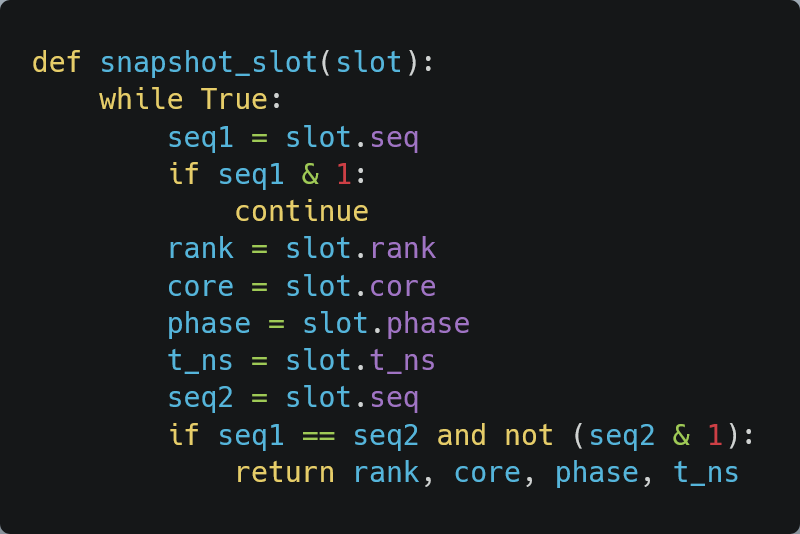 def snapshot_slot(slot):
    while True:
        seq1 = slot.seq
        if seq1 & 1:
            continue
        rank = slot.rank
        core = slot.core
        phase = slot.phase
        t_ns = slot.t_ns
        seq2 = slot.seq
        if seq1 == seq2 and not (seq2 & 1):
            return rank, core, phase, t_ns